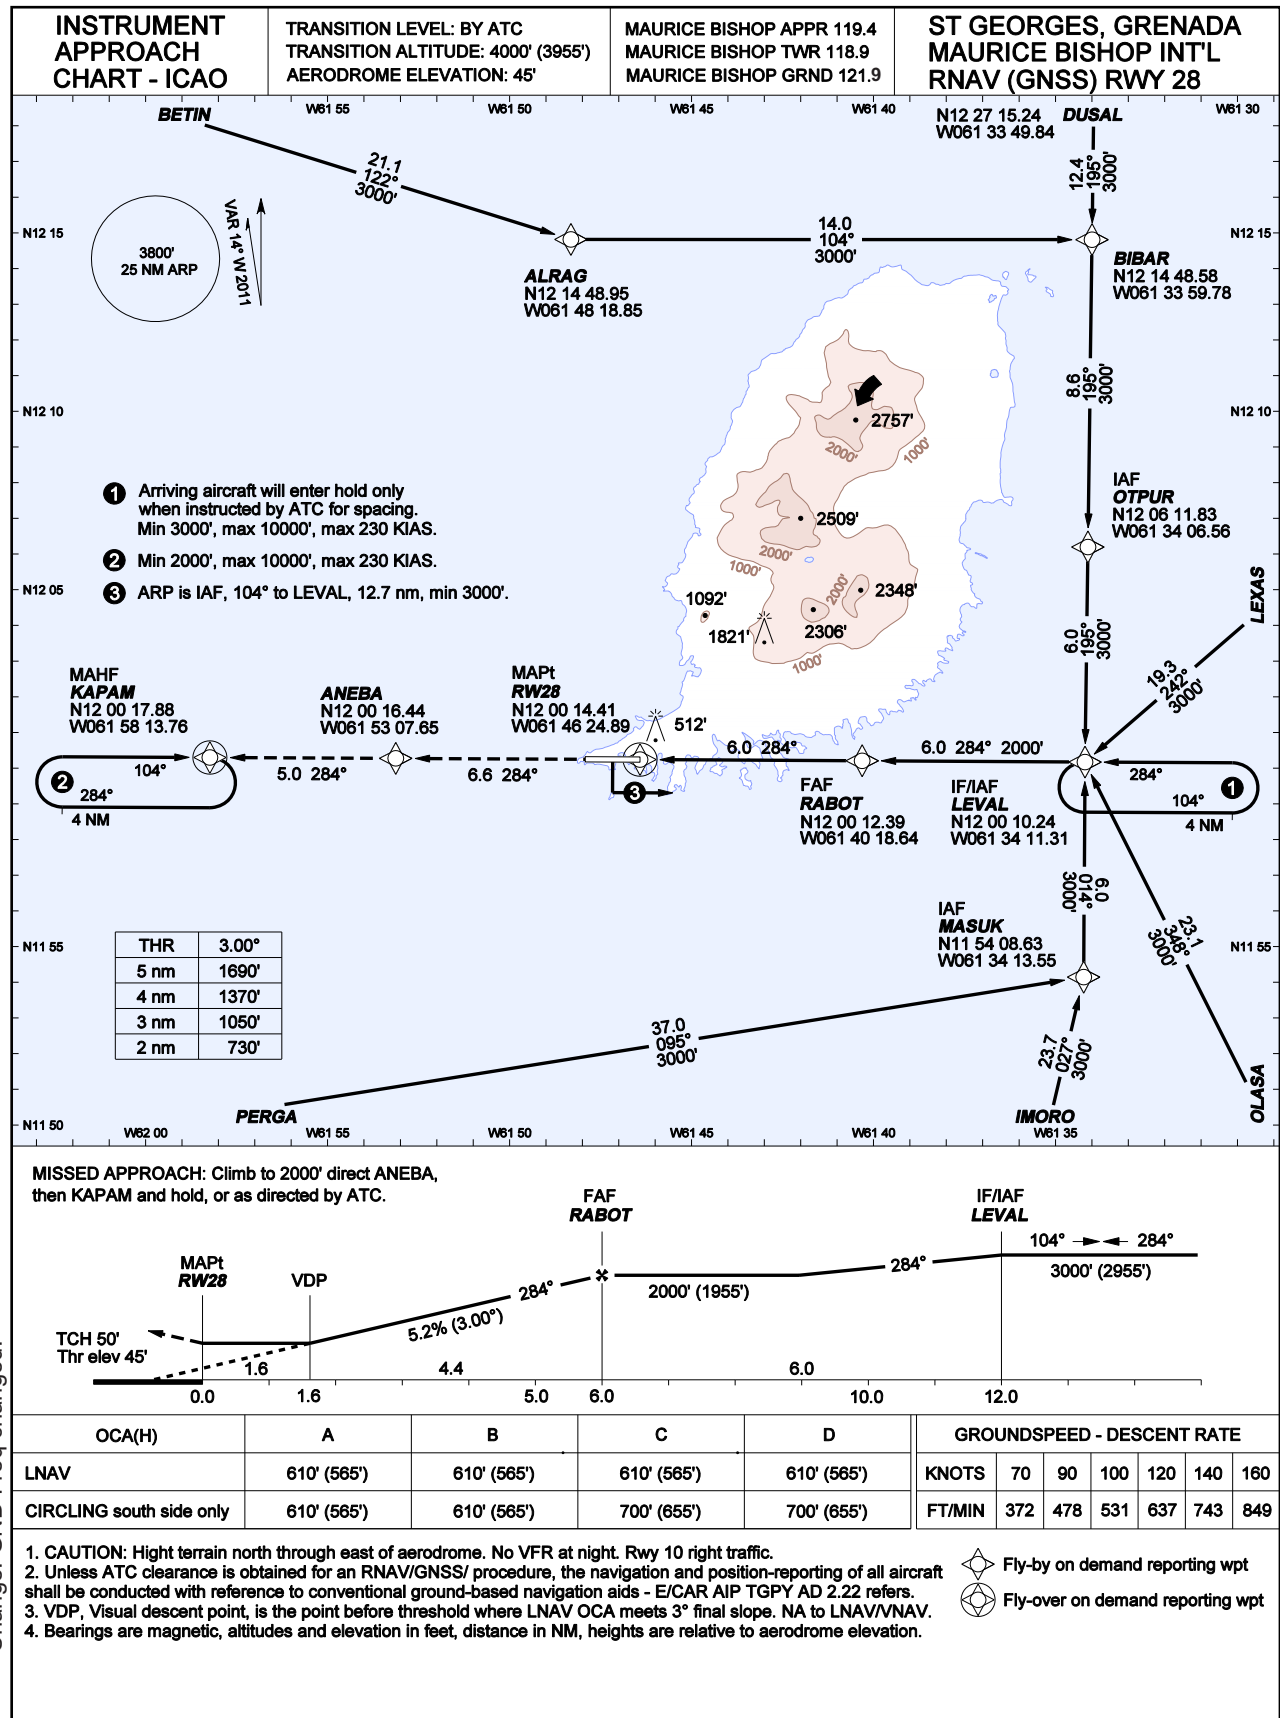 INSTRUMENT
APPROACH
CHART - ICAO
TRANSITION LEVEL: BY ATC
TRANSITION ALTITUDE: 4000' (3955')
AERODROME ELEVATION: 45'
MAURICE BISHOP APPR 119.4
MAURICE BISHOP TWR 118.9
MAURICE BISHOP GRND 121.9
ST GEORGES, GRENADA
MAURICE BISHOP INT'L
RNAV (GNSS) RWY 28
W61 55
W61 50
W61 45
W61 40
W61 30
BETIN
N12 27 15.24
W061 33 49.84
DUSAL
21.1
122°
3000'
12.4
195°
3000'
VAR 14° W 2011
3800'
25 NM ARP
N12 15
N12 15
14.0
104°
3000'
ALRAG
N12 14 48.95
W061 48 18.85
BIBAR
N12 14 48.58
W061 33 59.78
8.6
195°
3000'
N12 10
N12 10
2757'
2000'
1000'
1 Arriving aircraft will enter hold only
when instructed by ATC for spacing.
Min 3000', max 10000', max 230 KIAS.
2 Min 2000', max 10000', max 230 KIAS.
3 ARP is IAF, 104° to LEVAL, 12.7 nm, min 3000'.
IAF
OTPUR
N12 06 11.83
W061 34 06.56
2509'
2000'
1000'
N12 05
N12 05
LEXAS
2000'
2348'
1092'
1821'
2306'
1000'
6.0
195°
3000'
19.3
242°
3000'
MAHF
KAPAM
N12 00 17.88
W061 58 13.76
ANEBA
N12 00 16.44
W061 53 07.65
MAPt
RW28
N12 00 14.41
W061 46 24.89
512'
104°
5.0 284°
6.6 284°
6.0 284°
6.0 284° 2000'
284°
2
284°
4 NM
3
1
104°
4 NM
FAF
RABOT
N12 00 12.39
W061 40 18.64
IF/IAF
LEVAL
N12 00 10.24
W061 34 11.31
6.0
014°
3000'
IAF
MASUK
N11 54 08.63
W061 34 13.55
23.1
348°
3000'
N11 55
N11 55
THR 3.00°
5 nm 1690'
4 nm 1370'
3 nm 1050'
2 nm 730'
37.0
095°
3000'
23.7
027°
3000'
PERGA
IMORO
OLASA
N11 50
W62 00
W61 55
W61 50
W61 45
W61 40
W61 35
MISSED APPROACH: Climb to 2000' direct ANEBA,
then KAPAM and hold, or as directed by ATC.
FAF
RABOT
IF/IAF
LEVAL
MAPt
RW28
VDP
104° 284°
284°
284°
2000' (1955')
3000' (2955')
5.2% (3.00°)
TCH 50'
Thr elev 45'
1.6 4.4 6.0
0.0 1.6 5.0 6.0 10.0 12.0
OCA(H) A B C D
LNAV 610' (565') 610' (565') 610' (565') 610' (565')
CIRCLING south side only 610' (565') 610' (565') 700' (655') 700' (655')
GROUNDSPEED - DESCENT RATE
KNOTS 70 90 100 120 140 160
FT/MIN 372 478 531 637 743 849
1. CAUTION: Hight terrain north through east of aerodrome. No VFR at night. Rwy 10 right traffic.
2. Unless ATC clearance is obtained for an RNAV/GNSS/ procedure, the navigation and position-reporting of all aircraft
shall be conducted with reference to conventional ground-based navigation aids - E/CAR AIP TGPY AD 2.22 refers.
3. VDP, Visual descent point, is the point before threshold where LNAV OCA meets 3° final slope. NA to LNAV/VNAV.
4. Bearings are magnetic, altitudes and elevation in feet, distance in NM, heights are relative to aerodrome elevation.
Fly-by on demand reporting wpt
Fly-over on demand reporting wpt